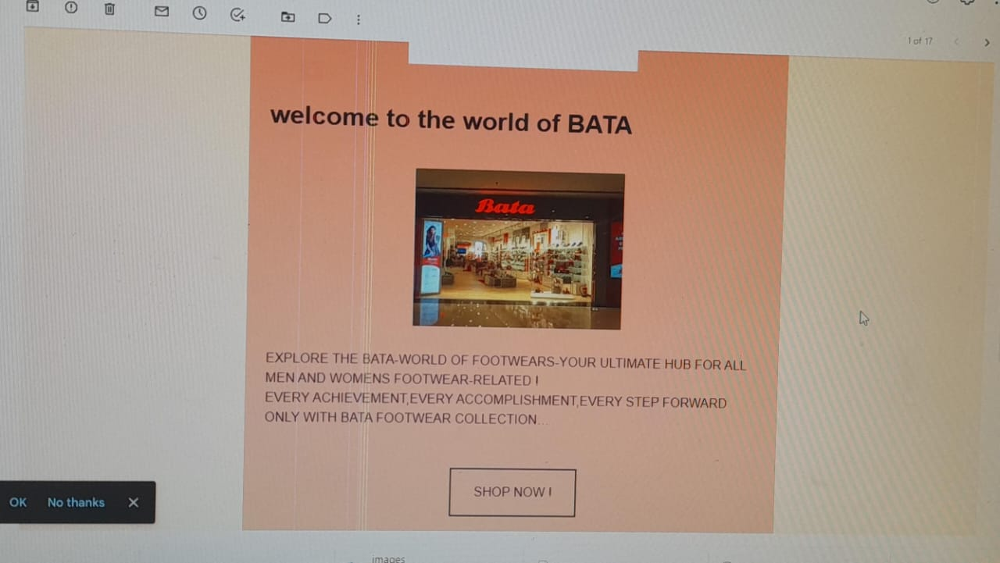 1 of 17
welcome to the world of BATA
Bata
EXPLORE THE BATA-WORLD OF FOOTWEARS-YOUR ULTIMATE HUB FOR ALL
MEN AND WOMENS FOOTWEAR-RELATED !
EVERY ACHIEVEMENT,EVERY ACCOMPLISHMENT,EVERY STEP FORWARD
ONLY WITH BATA FOOTWEAR COLLECTION...
SHOP NOW !
OK No thanks
images